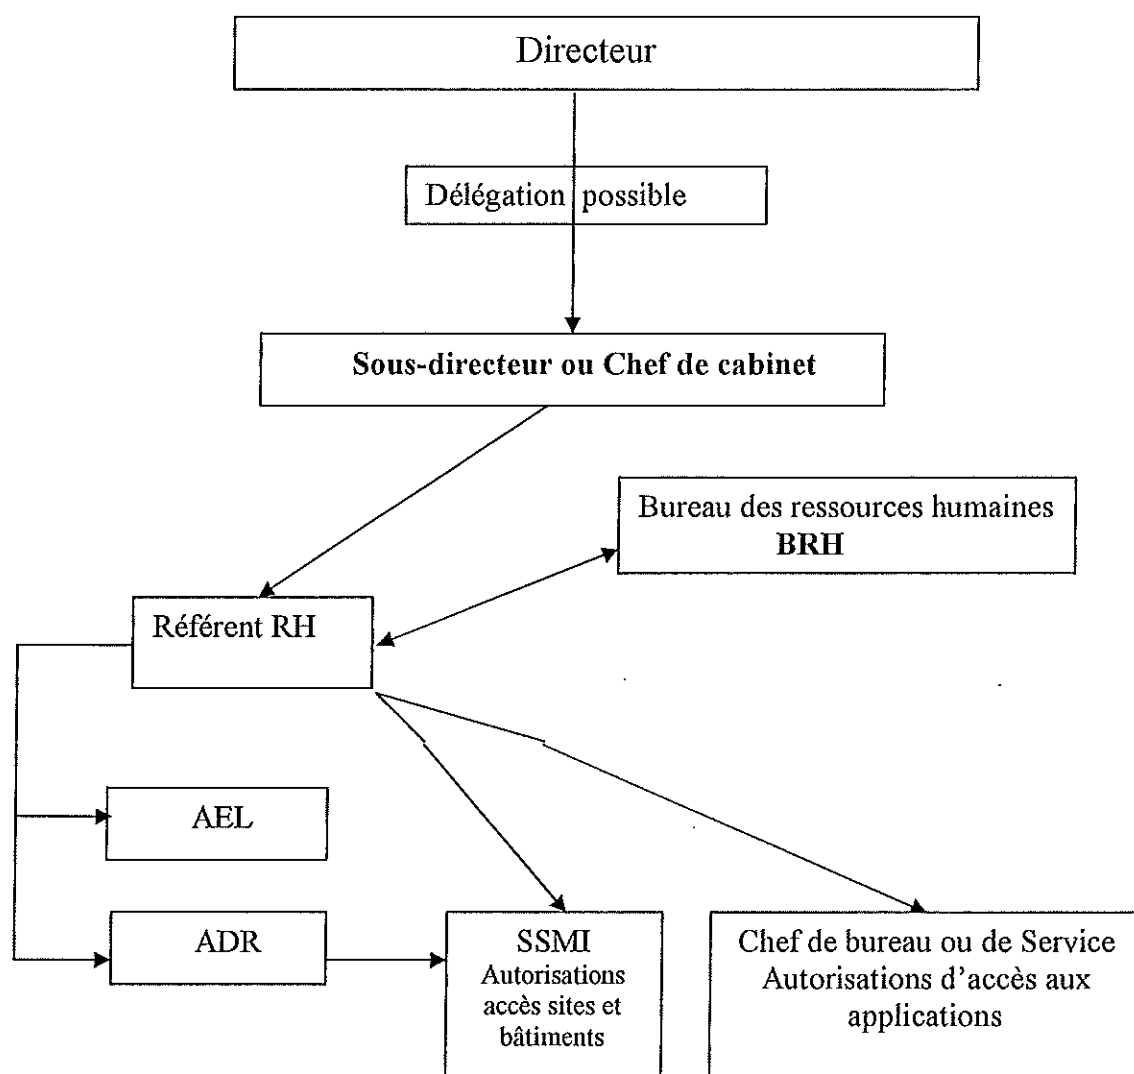 Directeur
Délégation possible
Sous-directeur ou Chef de cabinet
Bureau des ressources humaines
BRH
Référent RH
AEL
ADR
SSMI
Autorisations
accès sites et
bâtiments
Chef de bureau ou de Service
Autorisations d'accès aux
applications